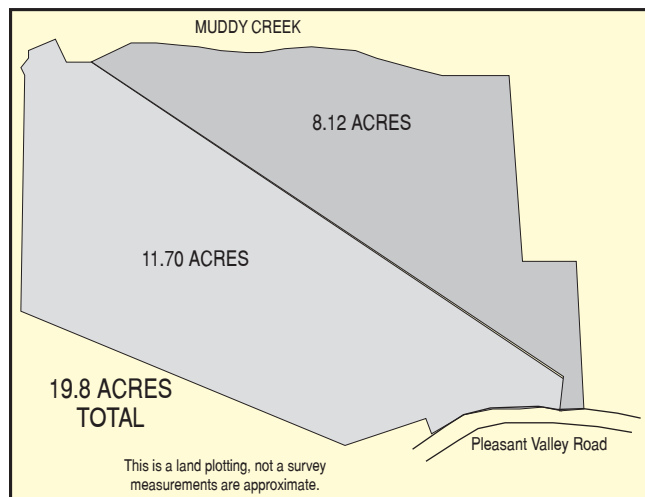 MUDDY CREEK
8.12 ACRES
11.70 ACRES
19.8 ACRES
TOTAL
Pleasant Valley Road
This is a land plotting, not a survey
measurements are approximate.